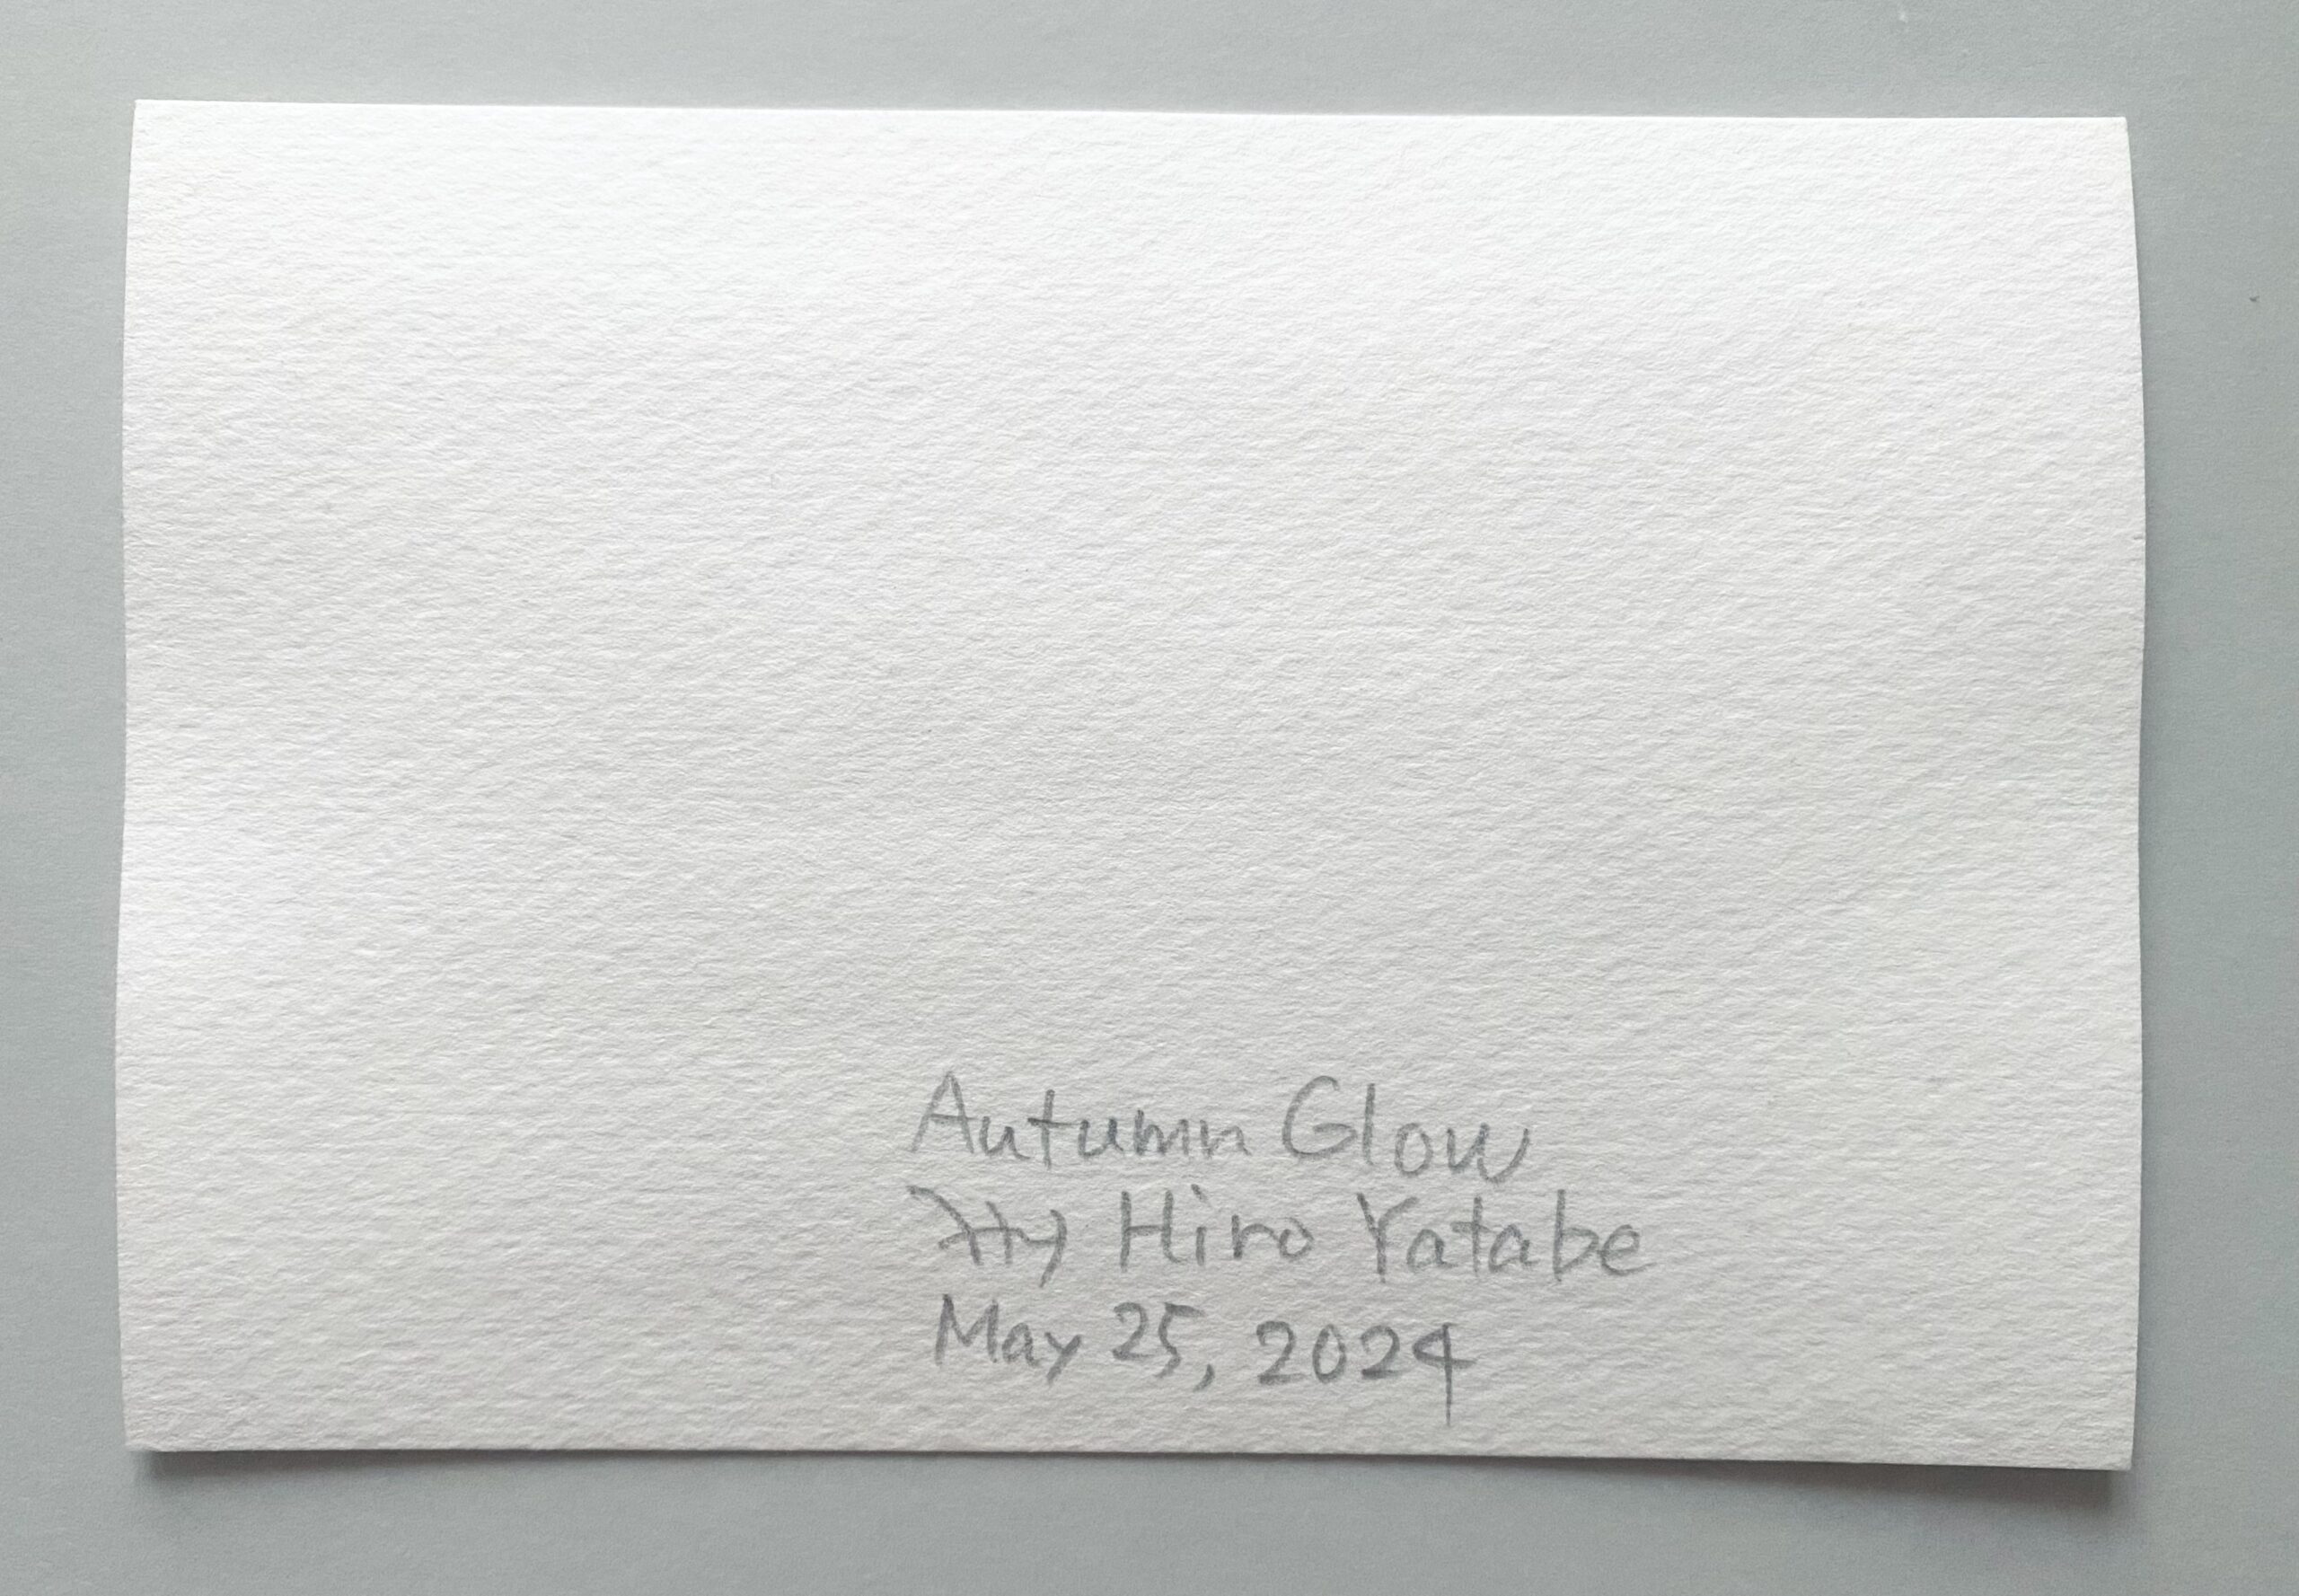 Autumn Glow
Hiro Yatabe
May 25, 2024